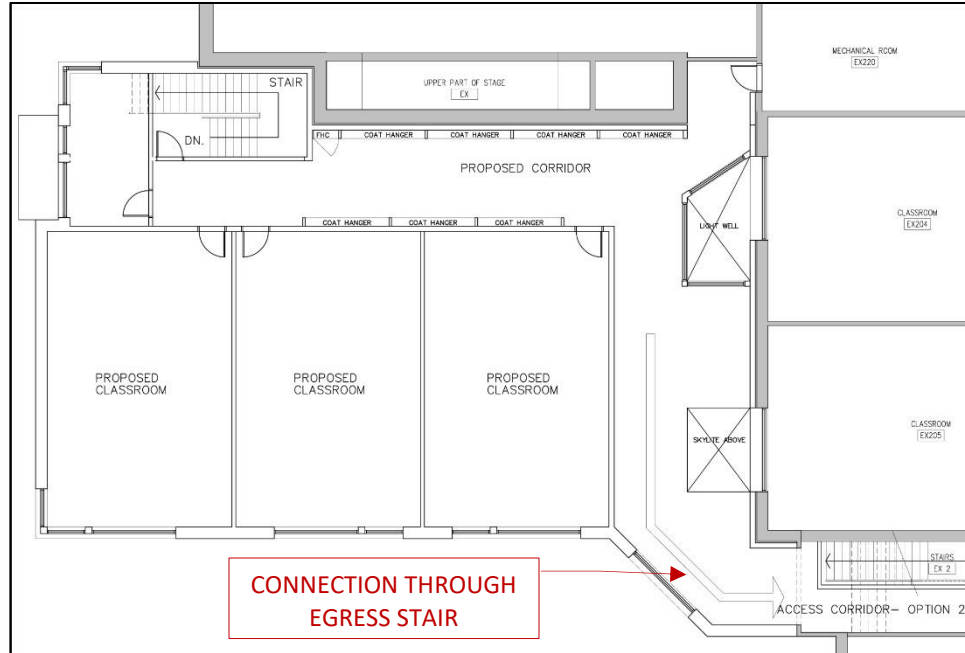 MECHANICAL ROOM
EX220
STAIR
UPPER PART OF STAGE
EX
DN.
FHC
COAT HANGER
COAT HANGER
COAT HANGER
COAT HANGER
PROPOSED CORRIDOR
CLASSROOM
EX204
COAT HANGER
COAT HANGER
COAT HANGER
LIGHT WELL
PROPOSED
CLASSROOM
PROPOSED
CLASSROOM
PROPOSED
CLASSROOM
CLASSROOM
EX205
SKYLITE ABOVE
STAIRS
EX 2
CONNECTION THROUGH
EGRESS STAIR
ACCESS CORRIDOR– OPTION 2